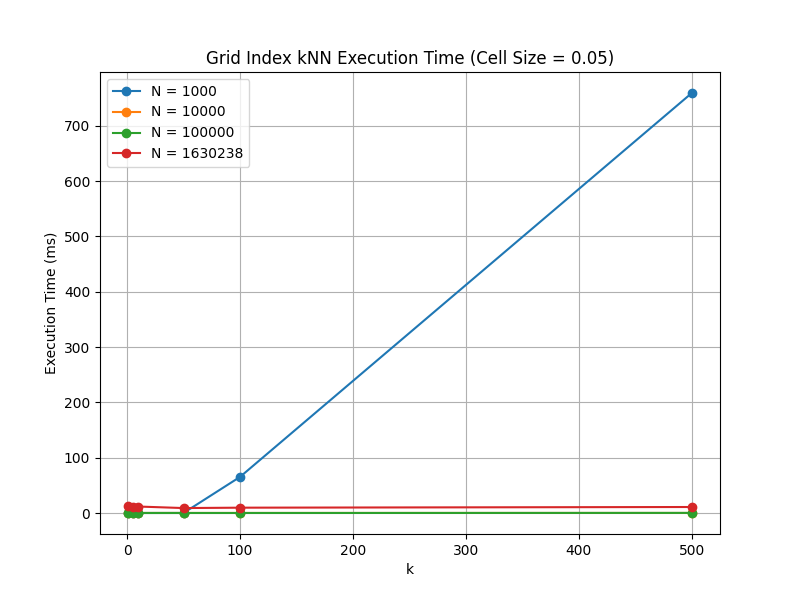 Grid Index kNN Execution Time (Cell Size = 0.05)
N = 1000
N = 10000
N = 100000
N = 1630238
Execution Time (ms)
700
600
500
400
300
200
100
0
0 100 200 300 400 500
k